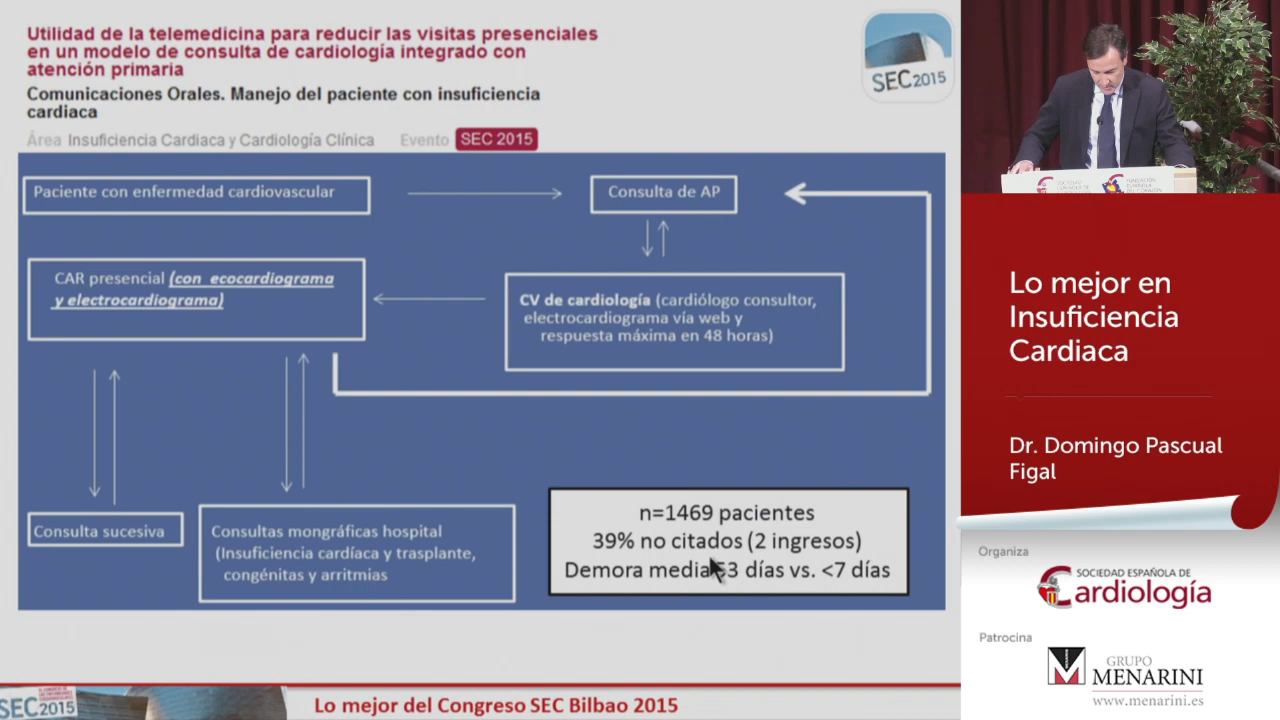 Utilidad de la telemedicina para reducir las visitas presenciales
en un modelo de consulta de cardiología integrado con
atención primaria
Comunicaciones Orales. Manejo del paciente con insuficiencia
cardiaca
Área Insuficiencia Cardiaca y Cardiología Clínica Evento SEC 2015
SEC2015
Paciente con enfermedad cardiovascular
Consulta de AP
CAR presencial (con ecocardiograma
y electrocardiograma)
CV de cardiología (cardiólogo consultor,
electrocardiograma vía web y
respuesta máxima en 48 horas)
Consulta sucesiva
Consultas mongráficas hospital
(Insuficiencia cardíaca y trasplante,
congénitas y arritmias
n=1469 pacientes
39% no citados (2 ingresos)
Demora media 3 días vs. <7 días
SEC2015
Lo mejor del Congreso SEC Bilbao 2015
Lo mejor en
Insuficiencia
Cardiaca
Dr. Domingo Pascual
Figal
Organiza
SOCIEDAD ESPAÑOLA DE
Cardiología
Patrocina
GRUPO
MENARINI
www.menarini.es